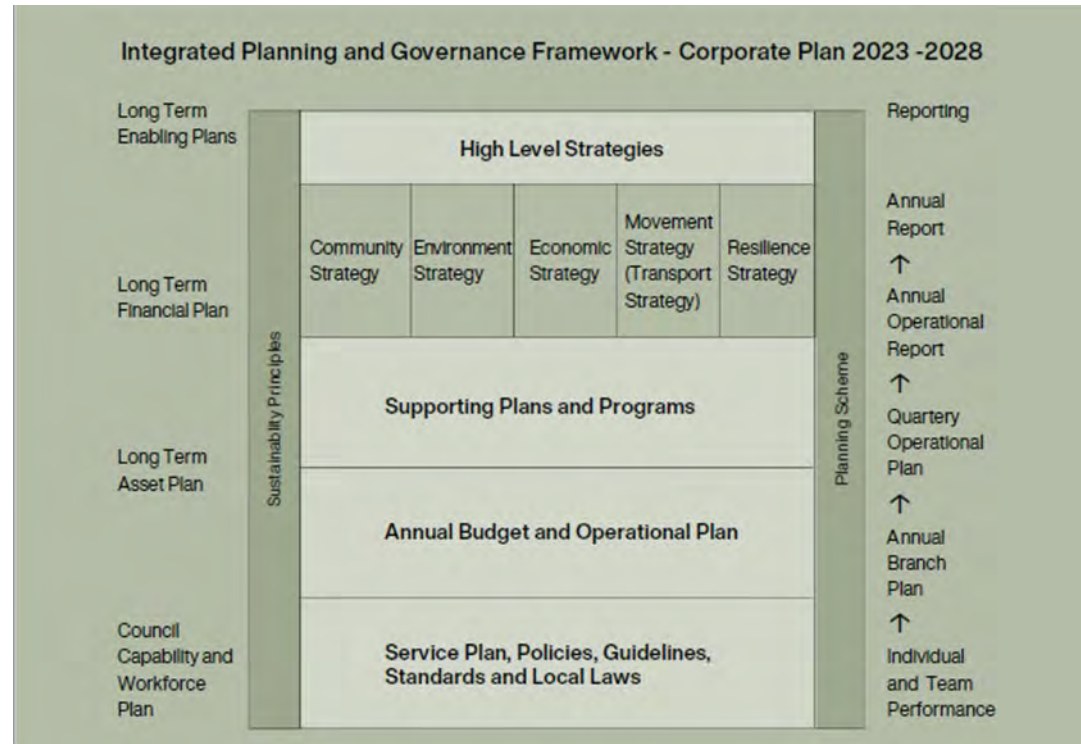 Integrated Planning and Governance Framework - Corporate Plan 2023 -2028
Long Term
Enabling Plans
Long Term
Financial Plan
Long Term
Asset Plan
Council
Capability and
Workforce
Plan
Sustainability Principles
High Level Strategies
Community
Strategy
Environment
Strategy
Economic
Strategy
Movement
Strategy
(Transport
Strategy)
Resilience
Strategy
Supporting Plans and Programs
Annual Budget and Operational Plan
Service Plan, Policies, Guidelines,
Standards and Local Laws
Planning Scheme
Reporting
Annual
Report
↑
Annual
Operational
Report
↑
Quartery
Operational
Plan
↑
Annual
Branch
Plan
↑
Individual
and Team
Performance